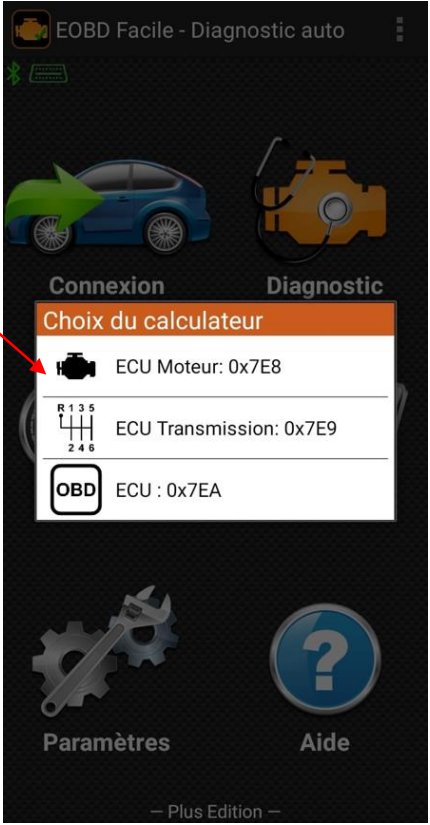 EOBD Facile - Diagnostic auto
Connexion
Diagnostic
Choix du calculateur
ECU Moteur: 0x7E8
R 1 3 5
2 4 6
ECU Transmission: 0x7E9
OBD
ECU : 0x7EA
Paramètres
Aide
— Plus Edition —